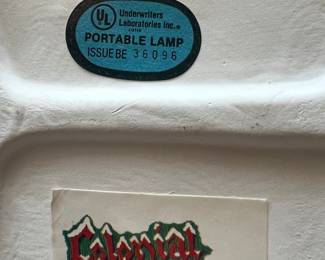 UL
Underwriters
Laboratories Inc.®
PORTABLE LAMP
ISSUE BE 36096
Colonial